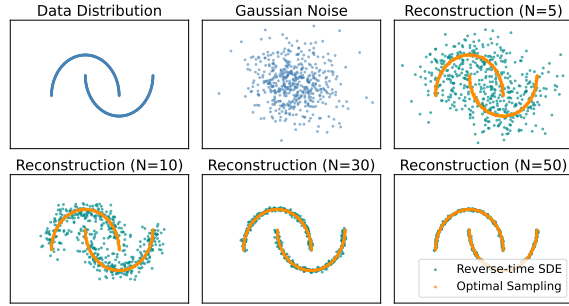 Data Distribution
Gaussian Noise
Reconstruction (N=5)
Reconstruction (N=10)
Reconstruction (N=30)
Reconstruction (N=50)
Reverse-time SDE
Optimal Sampling